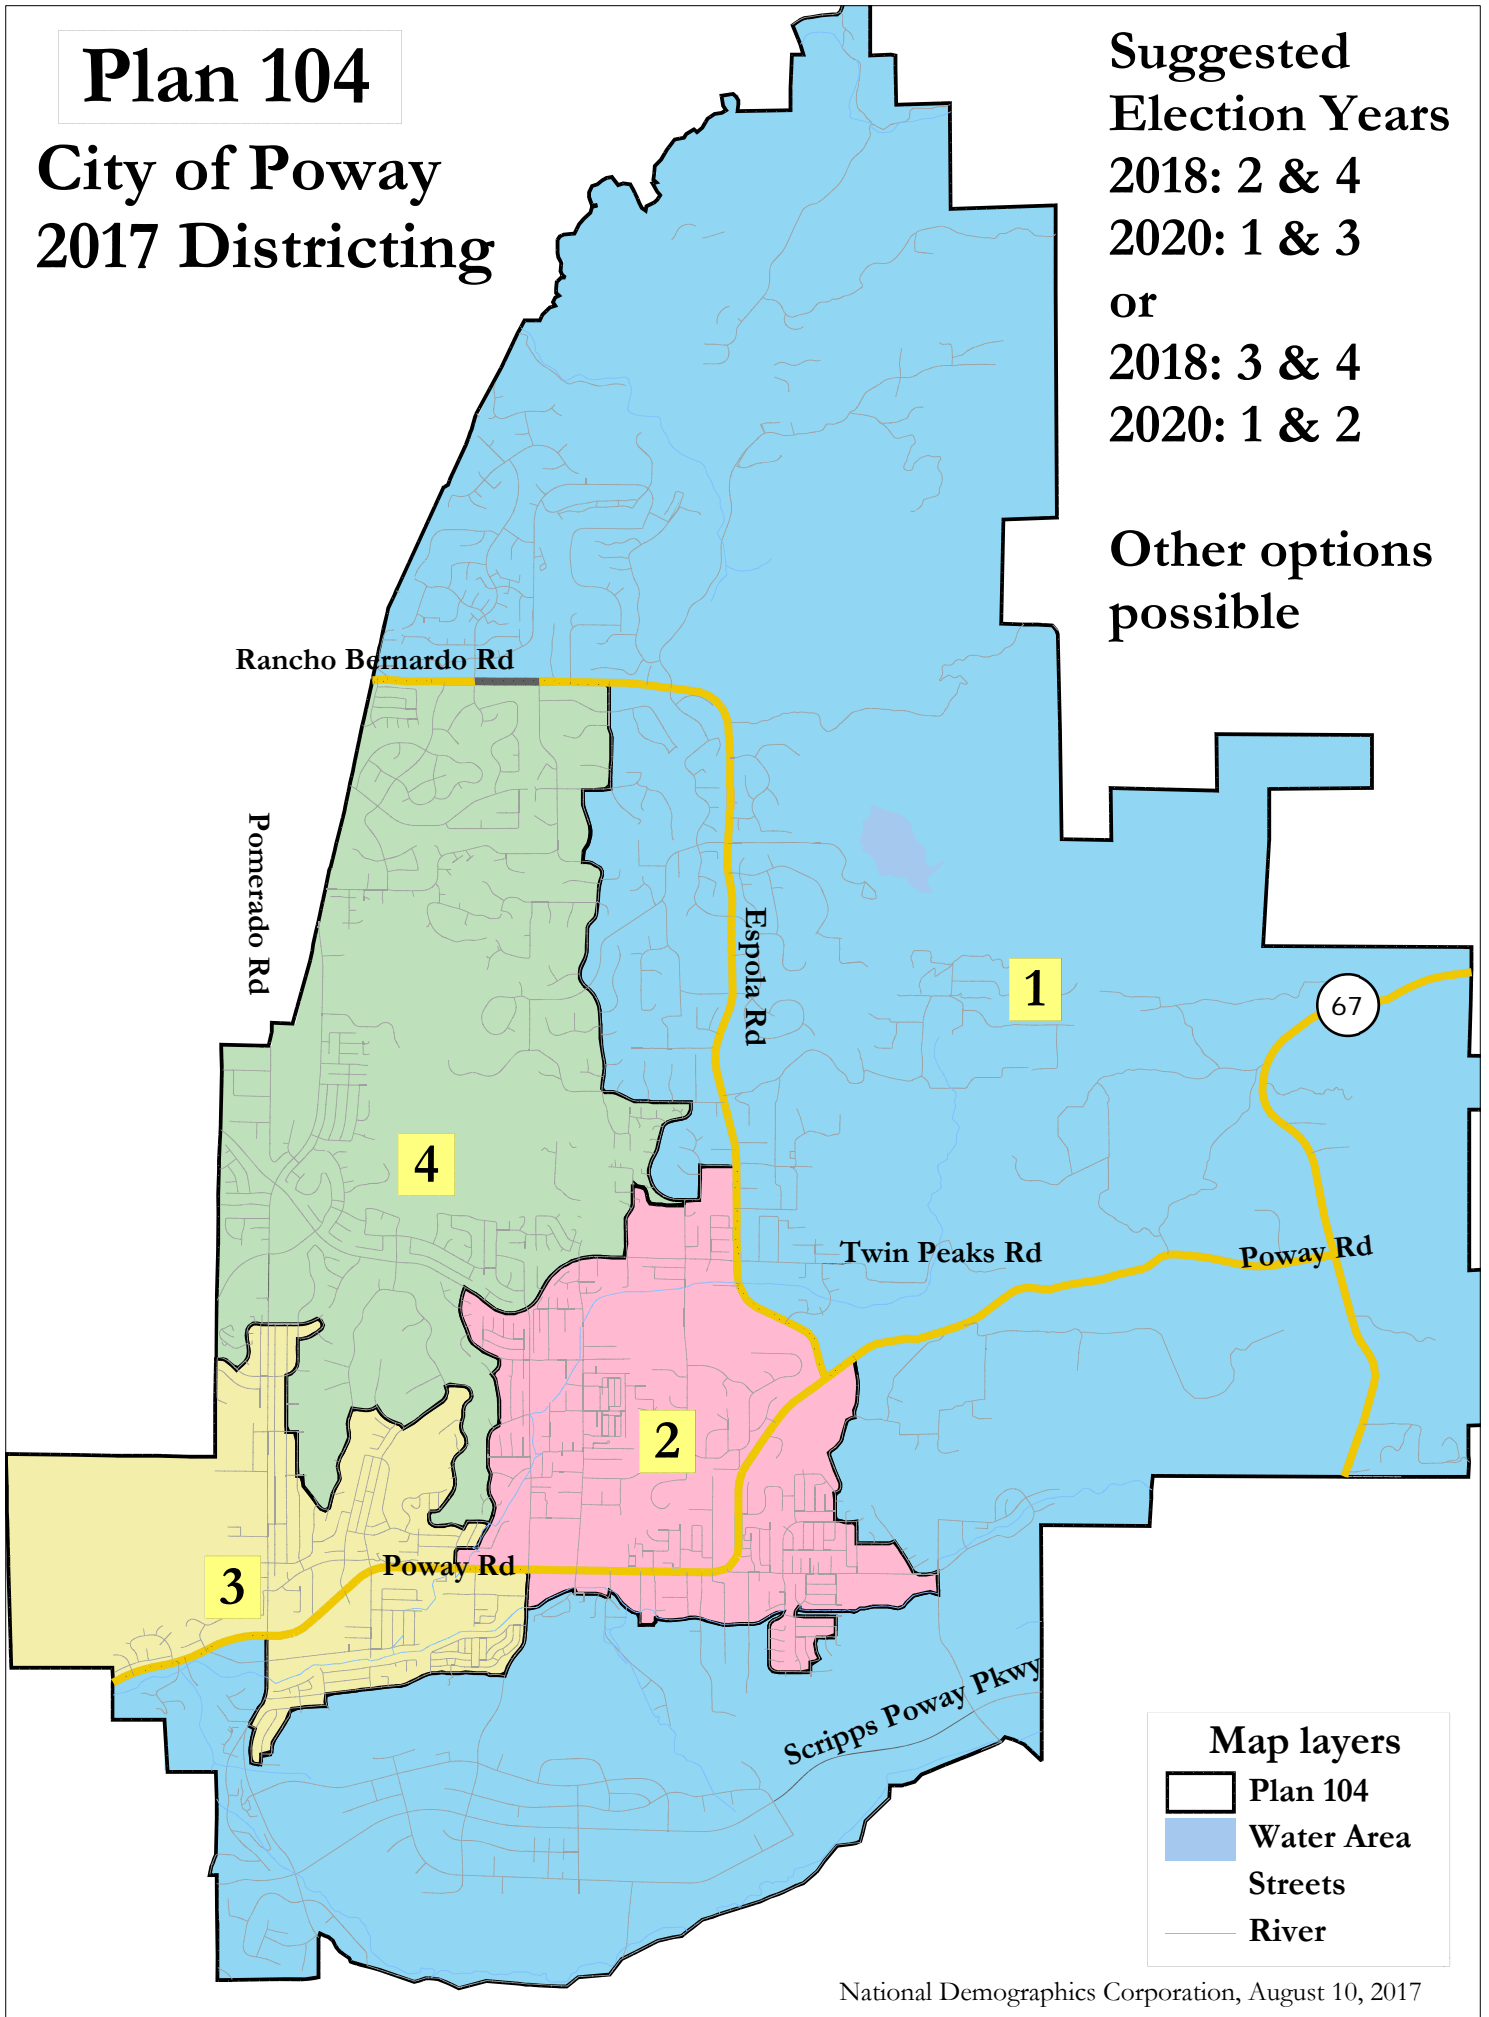 Plan 104
City of Poway
2017 Districting
Suggested
Election Years
2018: 2 & 4
2020: 1 & 3
or
2018: 3 & 4
2020: 1 & 2
Other options
possible
Rancho Bernardo Rd
Pomerado Rd
Espola Rd
1
67
4
Twin Peaks Rd
Poway Rd
2
Poway Rd
3
Scripps Poway Pkwy
Map layers
Plan 104
Water Area
Streets
River
National Demographics Corporation, August 10, 2017